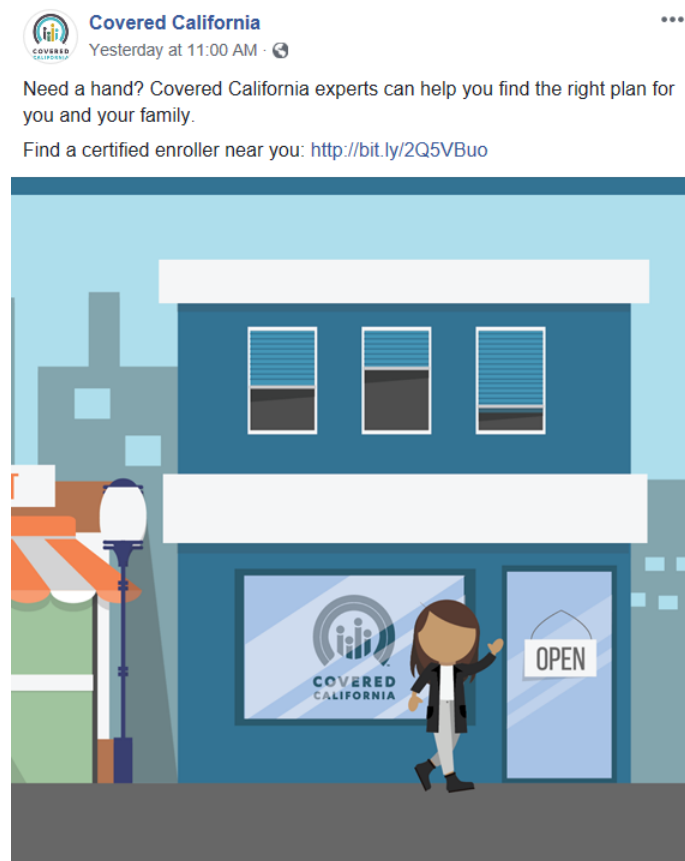 Covered California
Yesterday at 11:00 AM ·
COVERED
CALIFORNIA
Need a hand? Covered California experts can help you find the right plan for
you and your family.
Find a certified enroller near you: http://bit.ly/2Q5VBuo
T
COVERED
CALIFORNIA
OPEN